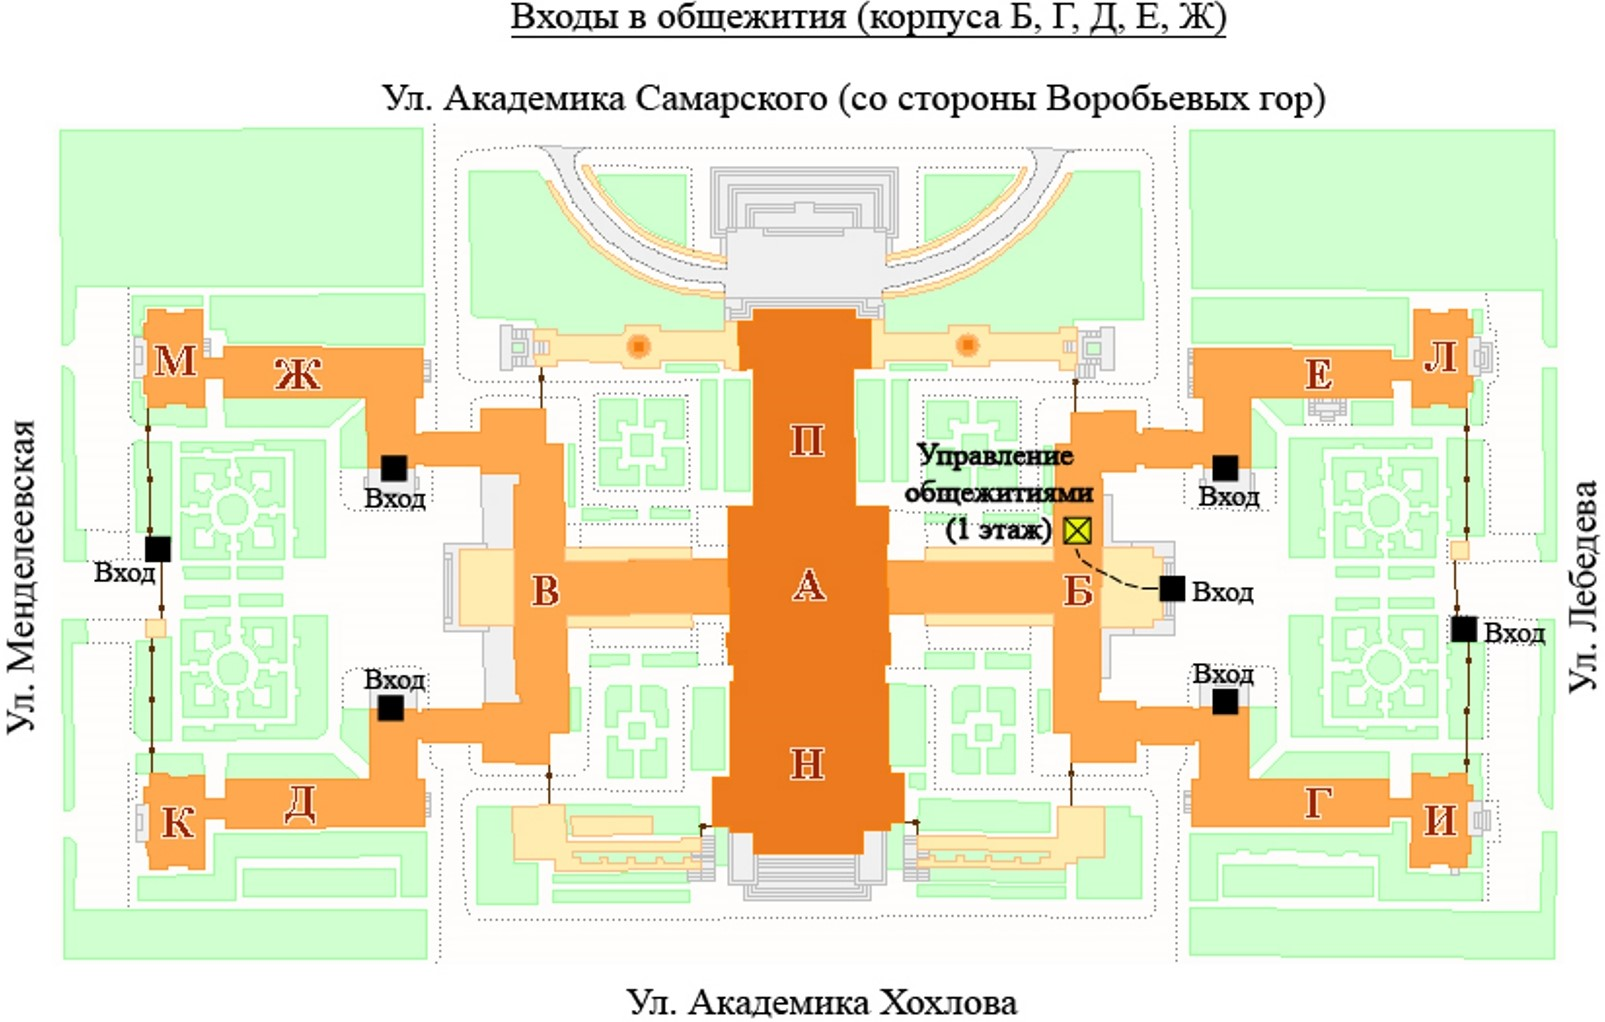 Входы в общежития (корпуса Б, Г, Д, Е, Ж)
Ул. Академика Самарского (со стороны Воробьевых гор)
М
Ж
Е
Л
П
Управление
общежитиями
(1 этаж)
Вход
Вход
Вход
В
А
Б
Вход
Вход
Вход
Вход
Н
К
Д
Г
И
Ул. Менделеевская
Ул. Лебедева
Ул. Академика Хохлова